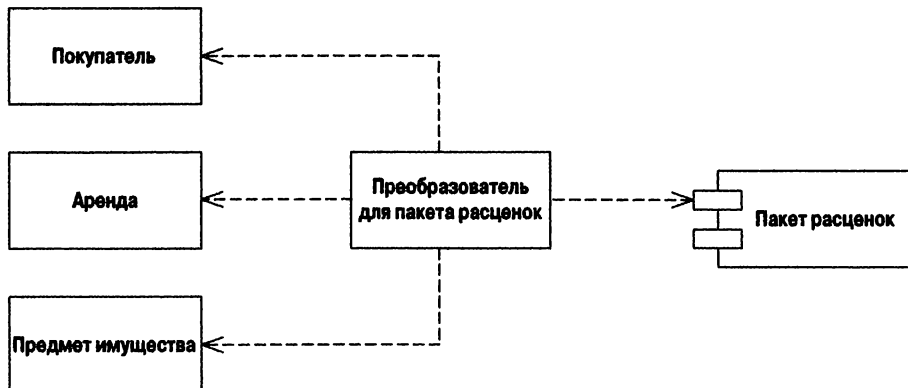 Покупатель
Аренда
Преобразователь
для пакета расценок
Пакет расценок
Предмет имущества